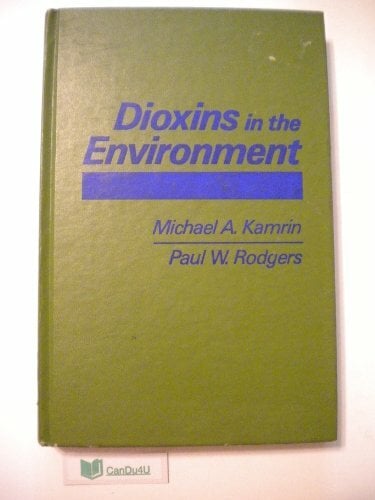 Dioxins in the
Environment
Michael A. Kamrin
Paul W. Rodgers
CanDu4U